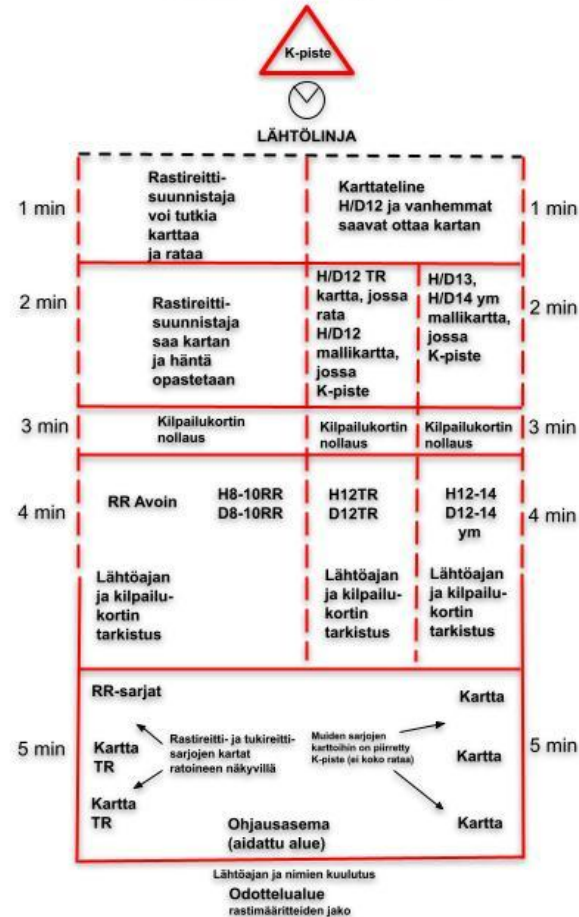 K-piste
LÄHTÖLINJA
1 min
Rastireitti-
suunnistaja
voi tutkia
karttaa
ja rataa
Karttateline
H/D12 ja vanhemmat
saavat ottaa kartan
1 min
2 min
Rastireitti-
suunnistaja
saa kartan
ja häntä
opastetaan
H/D12 TR
kartta, jossa
rata
H/D12
mallikartta,
jossa
K-piste
H/D13,
H/D14 ym
mallikartta,
jossa
K-piste
2 min
3 min
Kilpailukortin
nollaus
Kilpailukortin
nollaus
Kilpailukortin
nollaus
3 min
4 min
RR Avoin
H8-10RR
D8-10RR
H12TR
D12TR
H12-14
D12-14
ym
4 min
Lähtöajan
ja kilpailu-
kortin
tarkistus
Lähtöajan
ja kilpailu-
kortin
tarkistus
Lähtöajan
ja kilpailu-
kortin
tarkistus
RR-sarjat
Kartta
5 min
Kartta
TR
Rastireitti- ja tukireitti-
sarjojen kartat
ratoineen näkyvillä
Muiden sarjojen
karttoihin on piirretty
K-piste (ei koko rataa)
Kartta
5 min
Kartta
TR
Ohjausasema
(aidattu alue)
Kartta
Lähtöajan ja nimien kuulutus
Odottelualue
rastimääritteiden jako